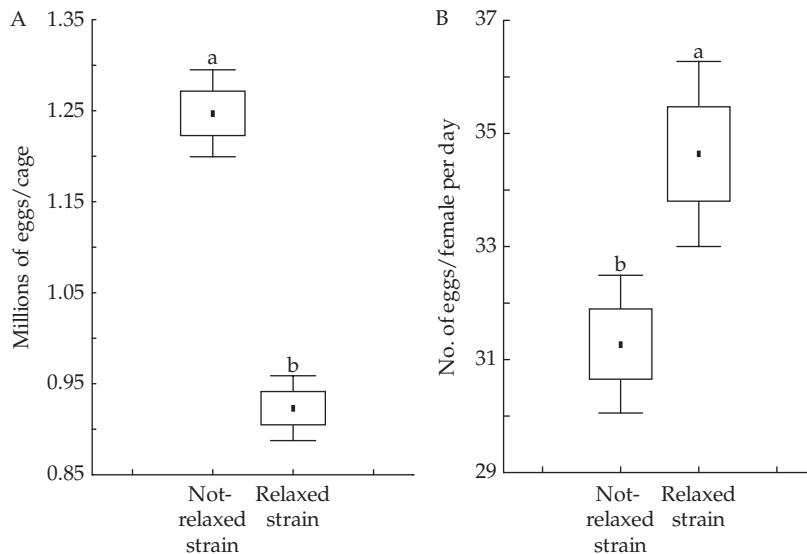 A
Millions of eggs/cage
1.35
1.25
1.15
1.05
0.95
0.85
a
b
Not-
relaxed
strain
Relaxed
strain
B
No. of eggs/female per day
37
35
33
31
29
b
a
Not-
relaxed
strain
Relaxed
strain